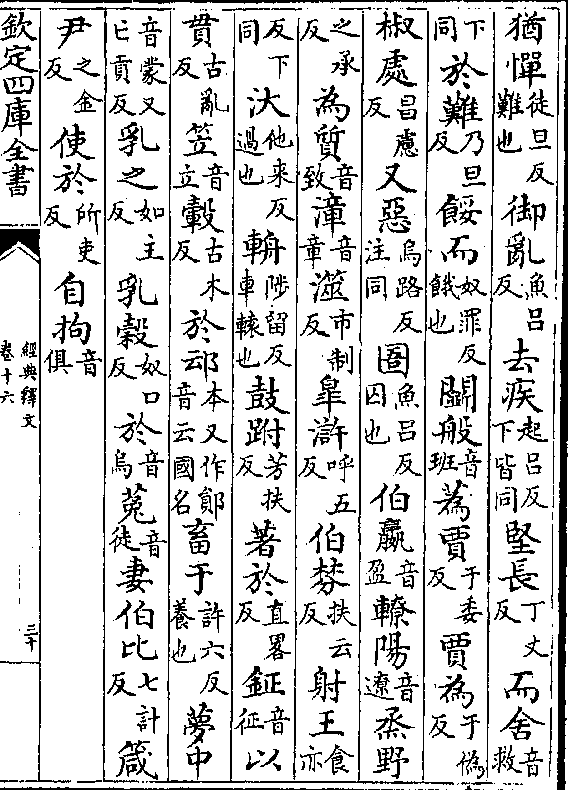 猶憚徒旦反難也御亂魚呂反去疾起呂反下皆同堅長丁丈反而舍音救
下同於難乃旦反餒而奴罪反餓也鬭般音班蒍賈于委反賈為于偽反
椒處昌慮反又惡烏路反注同圄魚呂反囚也伯嬴音盈轑陽音遼烝野
之承反為質音致漳音章澨市制反皋滸呼五反伯棼扶云反射王食亦
反下同汏他來反過也輈陟留反車轅也鼓跗芳扶反著於直畧反鉦音征以
貫古亂反笠音立轂古木反於䢵本又作鄖音云國名畜于許六反養也夢中
音蒙又亡貢反乳之如主反乳穀奴口反於音烏菟音徒妻伯比七計反箴
尹之金反使於所吏反自拘音俱
欽定四庫全書
經典釋文
卷十六
三十